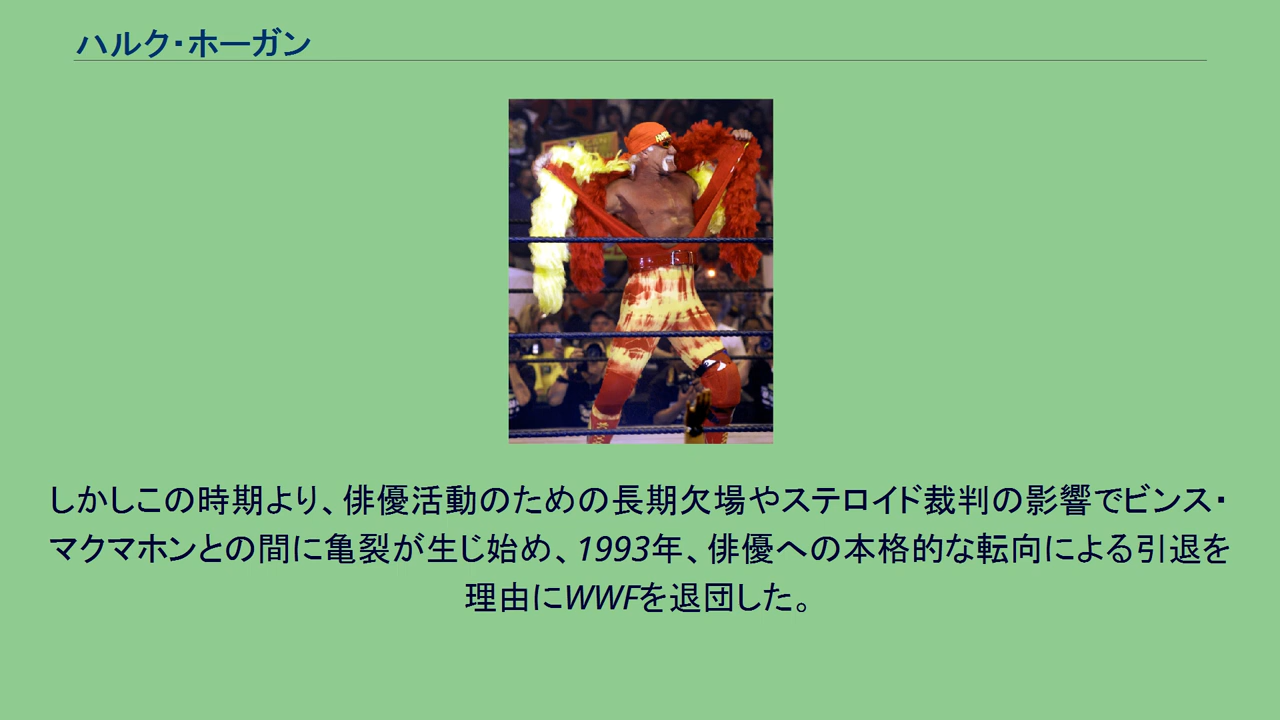 ハルク・ホーガン
しかしこの時期より、俳優活動のための長期欠場やステロイド裁判の影響でビンス・
マクマホンとの間に亀裂が生じ始め、1993年、俳優への本格的な転向による引退を
理由にWWFを退団した。